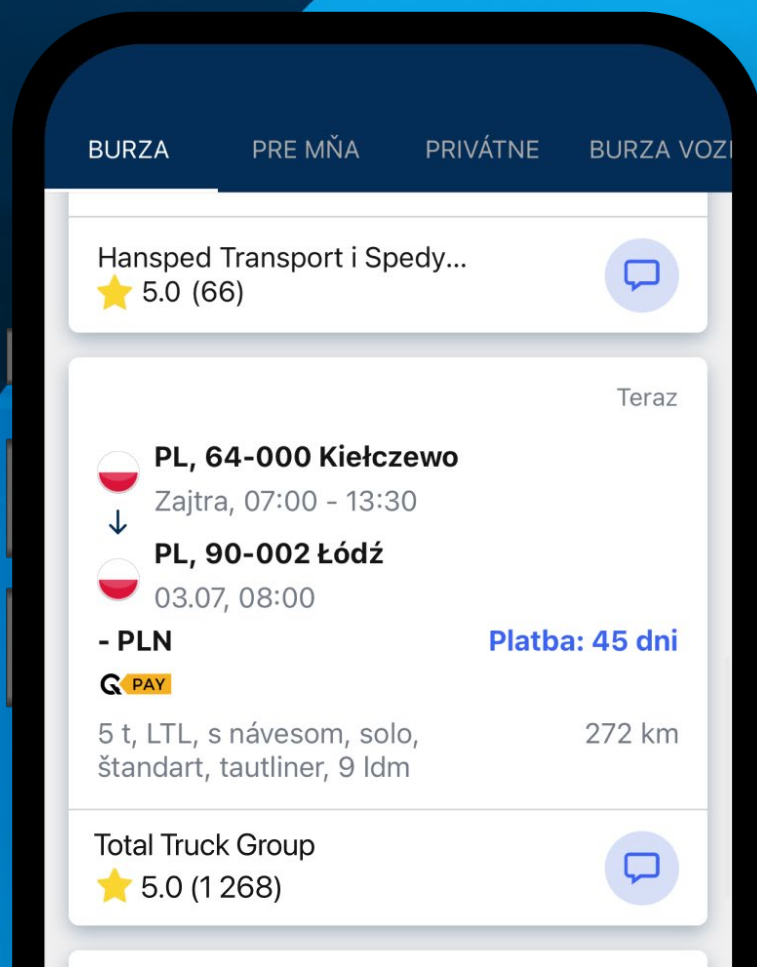 BURZA PRE MŇA PRIVÁTNE BURZA VOZI
Hansped Transport i Spedy...
5.0 (66)
Teraz
PL, 64-000 Kiełczewo
Zajtra, 07:00 - 13:30
PL, 90-002 Łódź
03.07, 08:00
- PLN Platba: 45 dni
PAY
5 t, LTL, s návesom, solo, 272 km
štandart, tautliner, 9 ldm
Total Truck Group
5.0 (1 268)